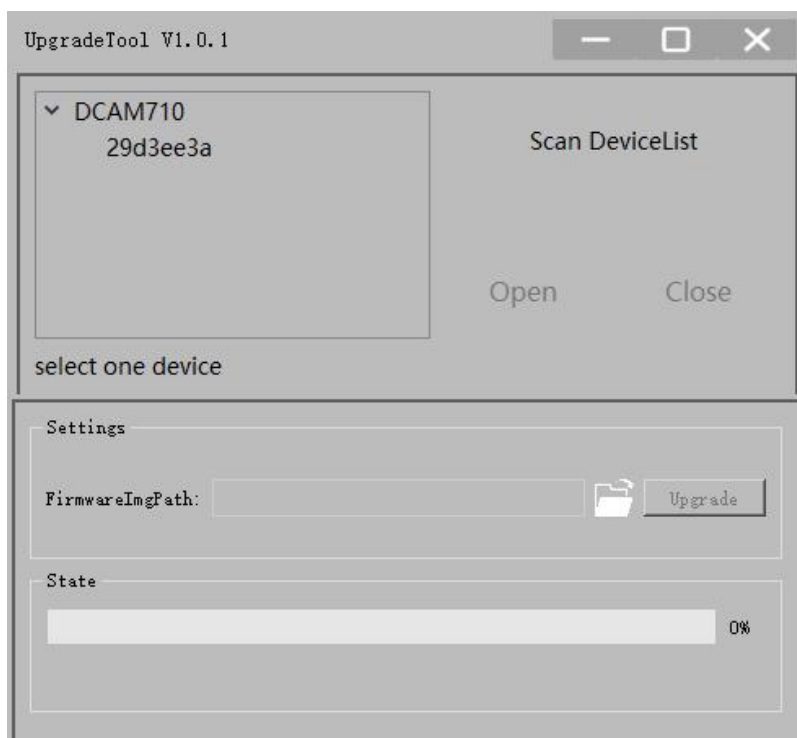 UpgradeTool V1.0.1
DCAM710
29d3ee3a
Scan DeviceList
Open Close
select one device
Settings
FirmwareImgPath: Upgrade
State
0%